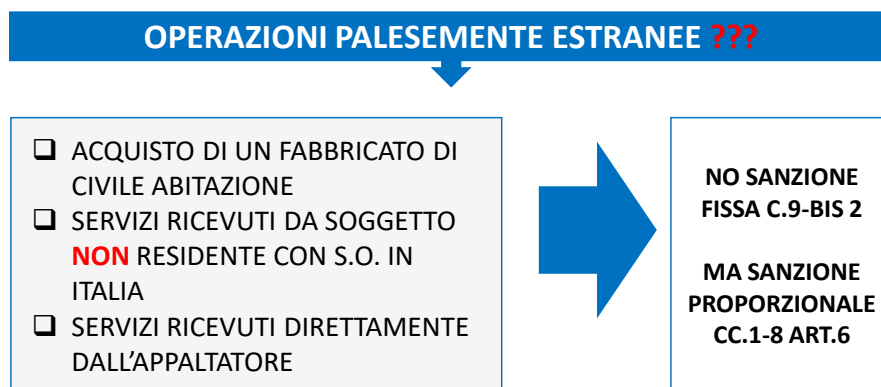 OPERAZIONI PALESEMENTE ESTRANEE ???
❑ ACQUISTO DI UN FABBRICATO DI
CIVILE ABITAZIONE
❑ SERVIZI RICEVUTI DA SOGGETTO
NON RESIDENTE CON S.O. IN
ITALIA
❑ SERVIZI RICEVUTI DIRETTAMENTE
DALL'APPALTATORE
NO SANZIONE
FISSA C.9-BIS 2
MA SANZIONE
PROPORZIONALE
CC.1-8 ART.6